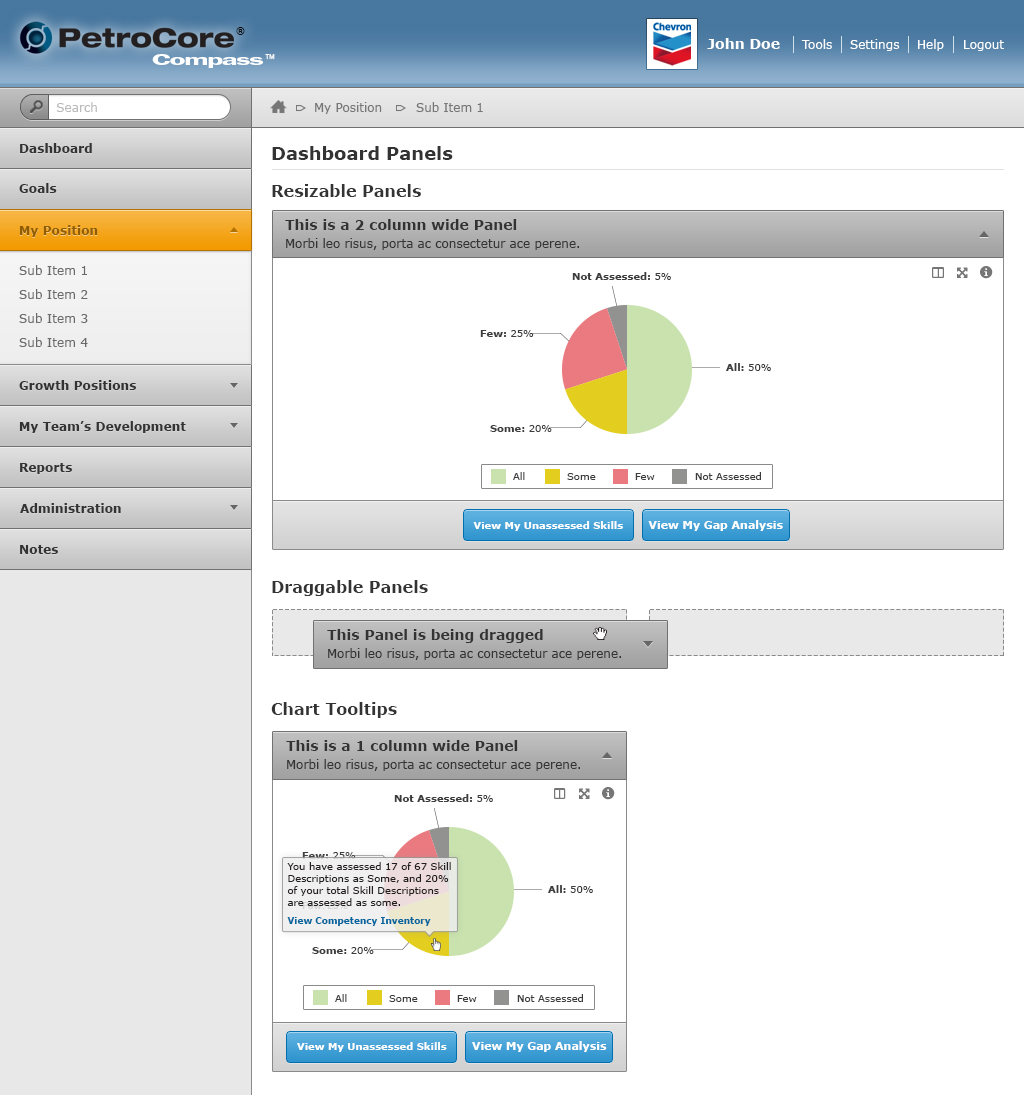 PetroCore®
Compass™
Chevron
John Doe
Tools
Settings
Help
Logout
Search
My Position
Sub Item 1
Dashboard
Goals
My Position
Sub Item 1
Sub Item 2
Sub Item 3
Sub Item 4
Growth Positions
My Team’s Development
Reports
Administration
Notes
Dashboard Panels
Resizable Panels
This is a 2 column wide Panel
Morbi leo risus, porta ac consectetur ace perene.
Not Assessed: 5%
Few: 25%
All: 50%
Some: 20%
All
Some
Few
Not Assessed
View My Unassessed Skills
View My Gap Analysis
Draggable Panels
This Panel is being dragged
Morbi leo risus, porta ac consectetur ace perene.
Chart Tooltips
This is a 1 column wide Panel
Morbi leo risus, porta ac consectetur ace perene.
Not Assessed: 5%
Few: 25%
You have assessed 17 of 67 Skill
Descriptions as Some, and 20%
of your total Skill Descriptions
are assessed as some.
View Competency Inventory
All: 50%
Some: 20%
All
Some
Few
Not Assessed
View My Unassessed Skills
View My Gap Analysis